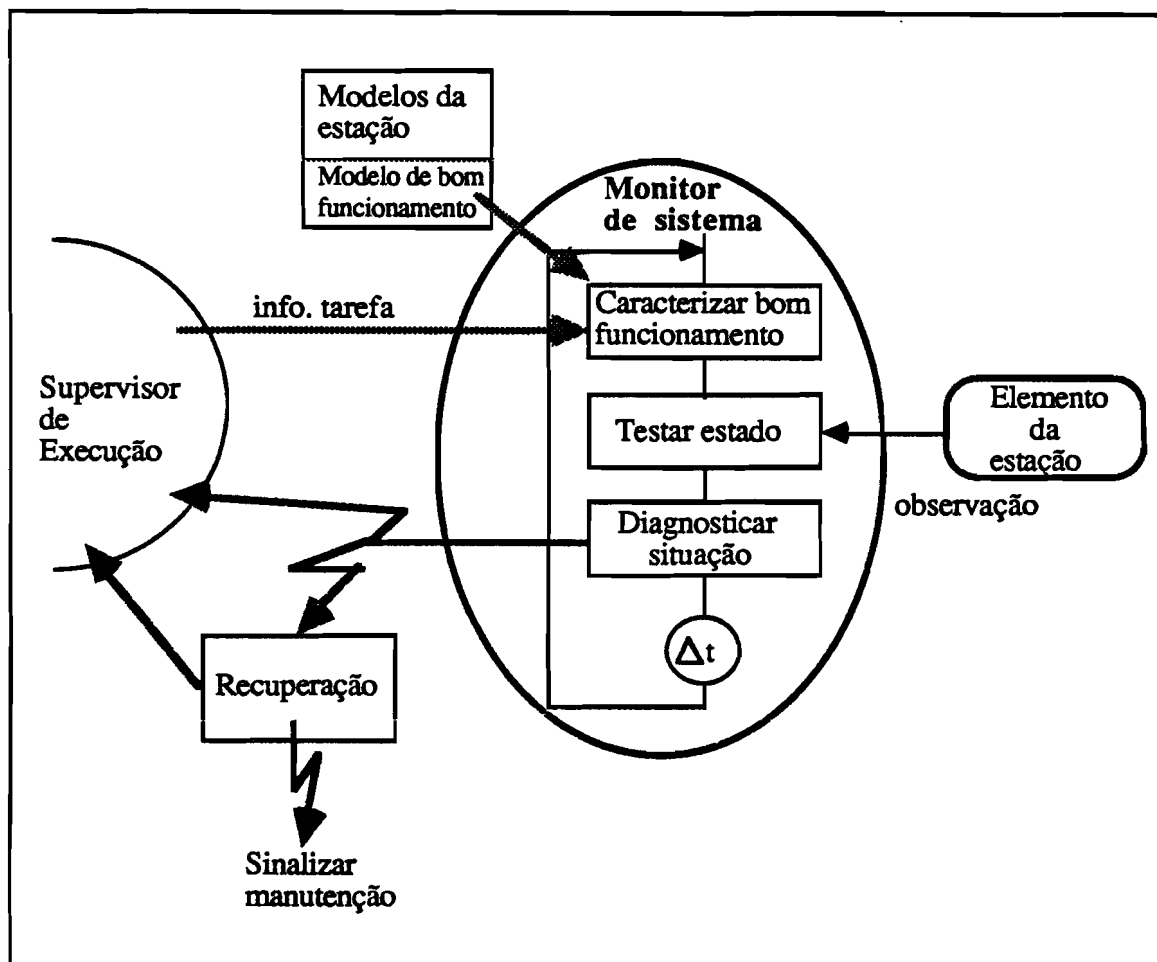 Modelos da
estação
Modelo de bom
funcionamento
Monitor
de sistema
info. tarefa
Caracterizar bom
funcionamento
Supervisor
de
Execução
Testar estado
Elemento
da
estação
observação
Diagnosticar
situação
Δt
Recuperação
Sinalizar
manutenção